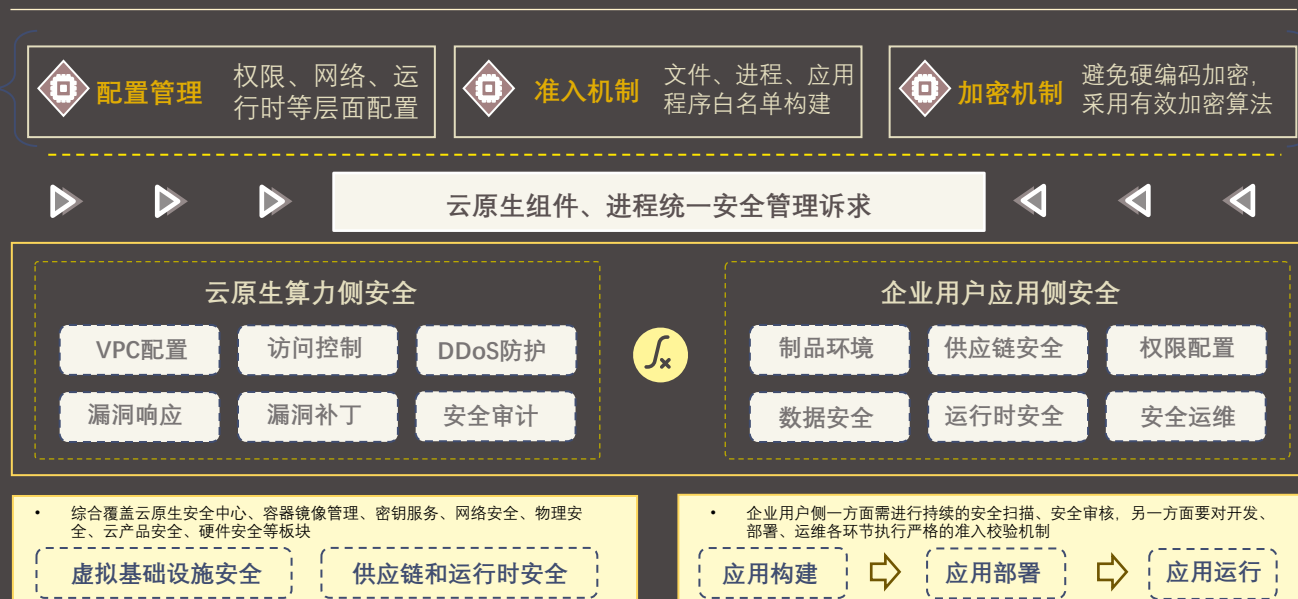 配置管理
权限、网络、运
行时等层面配置
准入机制
文件、进程、应用
程序白名单构建
加密机制
避免硬编码加密，
采用有效加密算法
云原生组件、进程统一安全管理诉求
云原生算力侧安全
VPC配置
访问控制
DDoS防护
漏洞响应
漏洞补丁
安全审计
企业用户应用侧安全
制品环境
供应链安全
权限配置
数据安全
运行时安全
安全运维
• 综合覆盖云原生安全中心、容器镜像管理、密钥服务、网络安全、物理安
全、云产品安全、硬件安全等板块
虚拟基础设施安全
供应链和运行时安全
• 企业用户侧一方面需进行持续的安全扫描、安全审核，另一方面要对开发、
部署、运维各环节执行严格的准入校验机制
应用构建
应用部署
应用运行